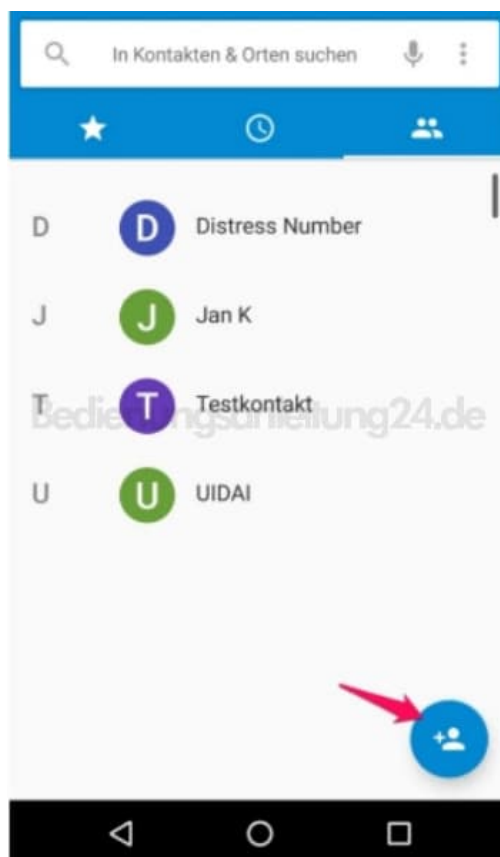 In Kontakten & Orten suchen
D D Distress Number
J J Jan K
T T Testkontakt
Bedienungsanleitung24.de
U U UIDAI